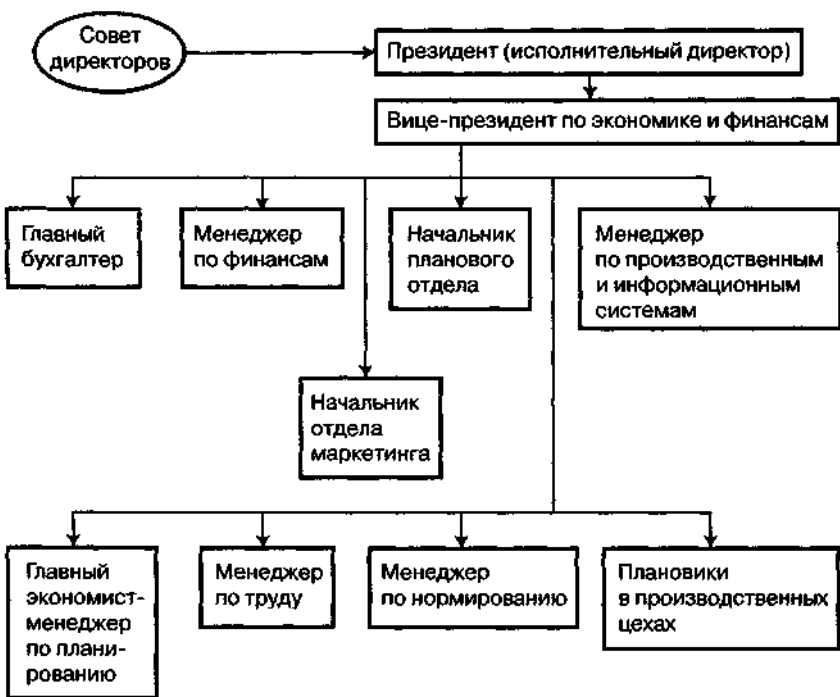 Совет
директоров
Президент (исполнительный директор)
Вице-президент по экономике и финансам
Главный
бухгалтер
Менеджер
по финансам
Начальник
планового
отдела
Менеджер
по производственным
и информационным
системам
Начальник
отдела
маркетинга
Главный
экономист-
менеджер
по плани-
рованию
Менеджер
по труду
Менеджер
по нормированию
Плановики
в производственных
цехах